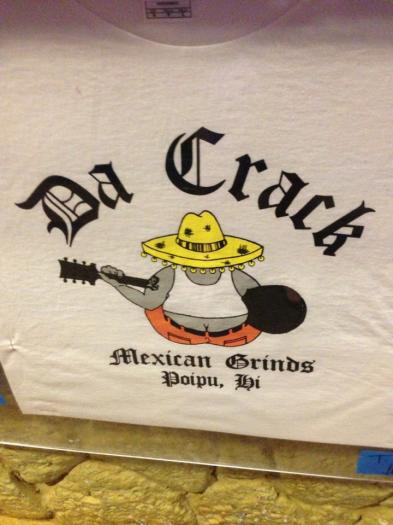 Da Crack
Mexican Grinds
Poipu, Hi